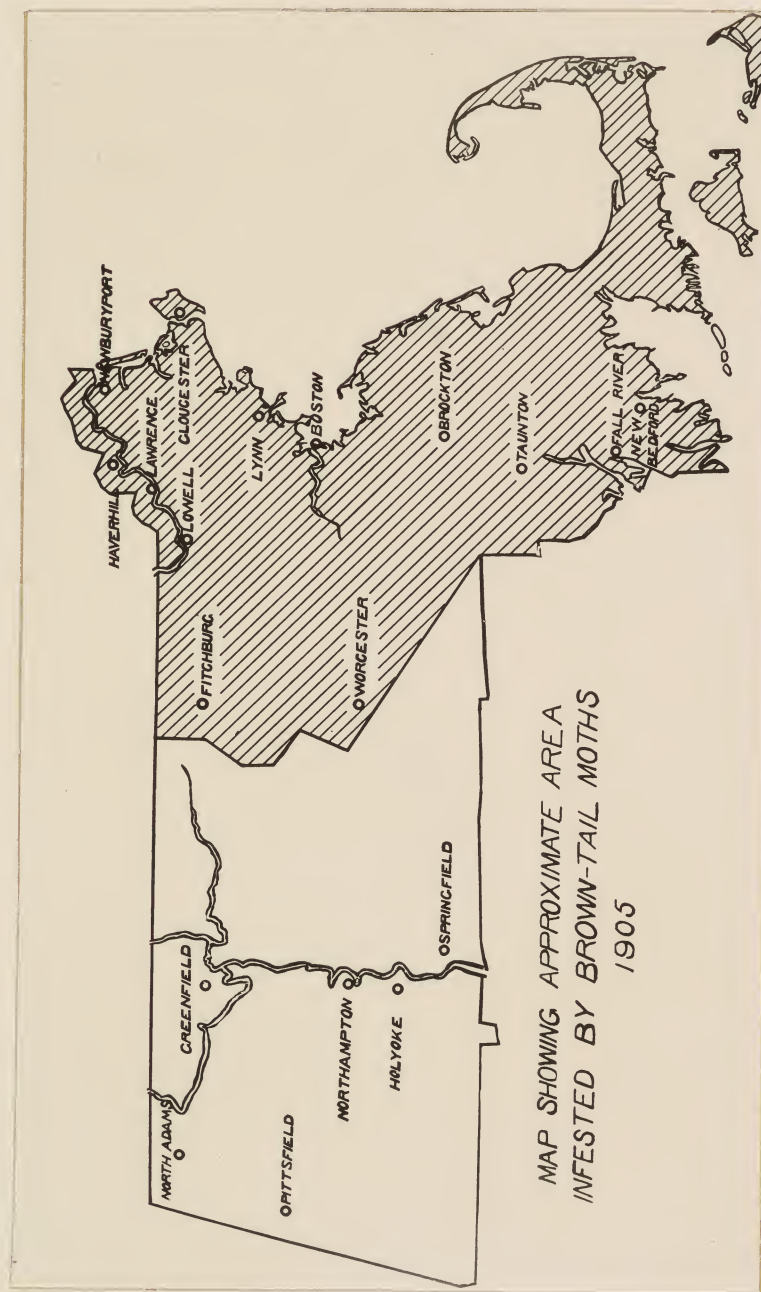 NEWBURYPORT
HAVERHILL
LAWRENCE
NORTH ADAMS
GREENFIELD
GLOUCESTER
LOWELL
FITCHBURG
LYNN
PITTSFIELD
BOSTON
NORTHAMPTON
WORCESTER
HOLYOKE
SPRINGFIELD
BROCKTON
TAUNTON
FALL RIVER
NEW
BEDFORD
MAP SHOWING APPROXIMATE AREA
INFESTED BY BROWN-TAIL MOTHS
1905